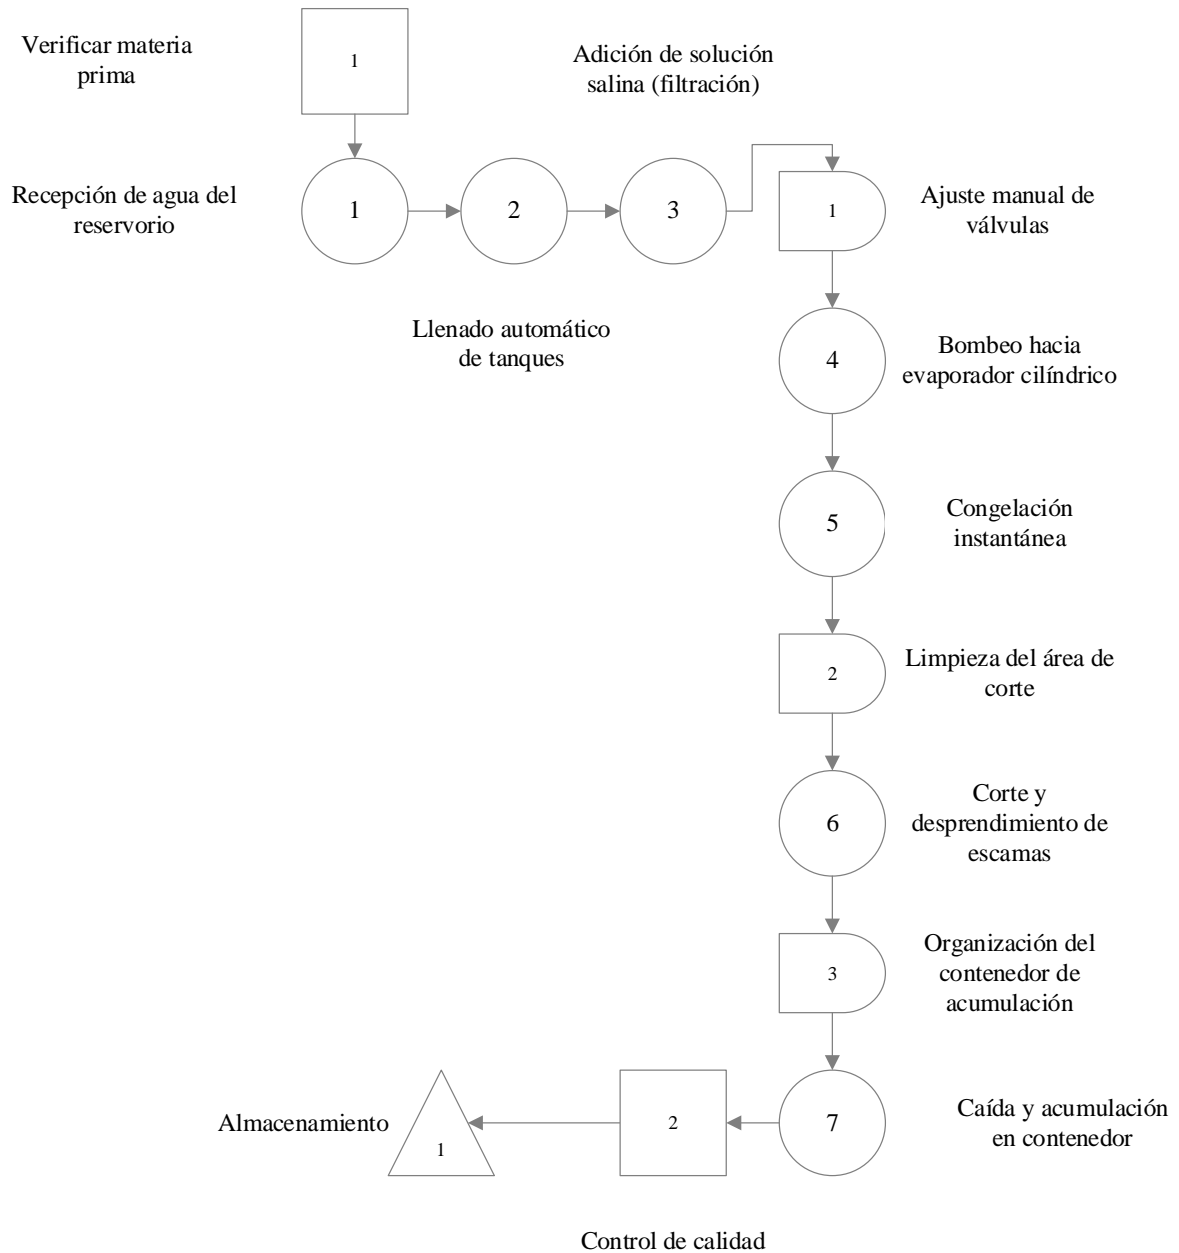 Verificar materia
prima
1
Adición de solución
salina (filtración)
Recepción de agua del
reservorio
1
2
3
1
Ajuste manual de
válvulas
Llenado automático
de tanques
4
Bombeo hacia
evaporador cilíndrico
5
Congelación
instantánea
2
Limpieza del área de
corte
6
Corte y
desprendimiento de
escamas
3
Organización del
contenedor de
acumulación
Almacenamiento
1
2
7
Caída y acumulación
en contenedor
Control de calidad